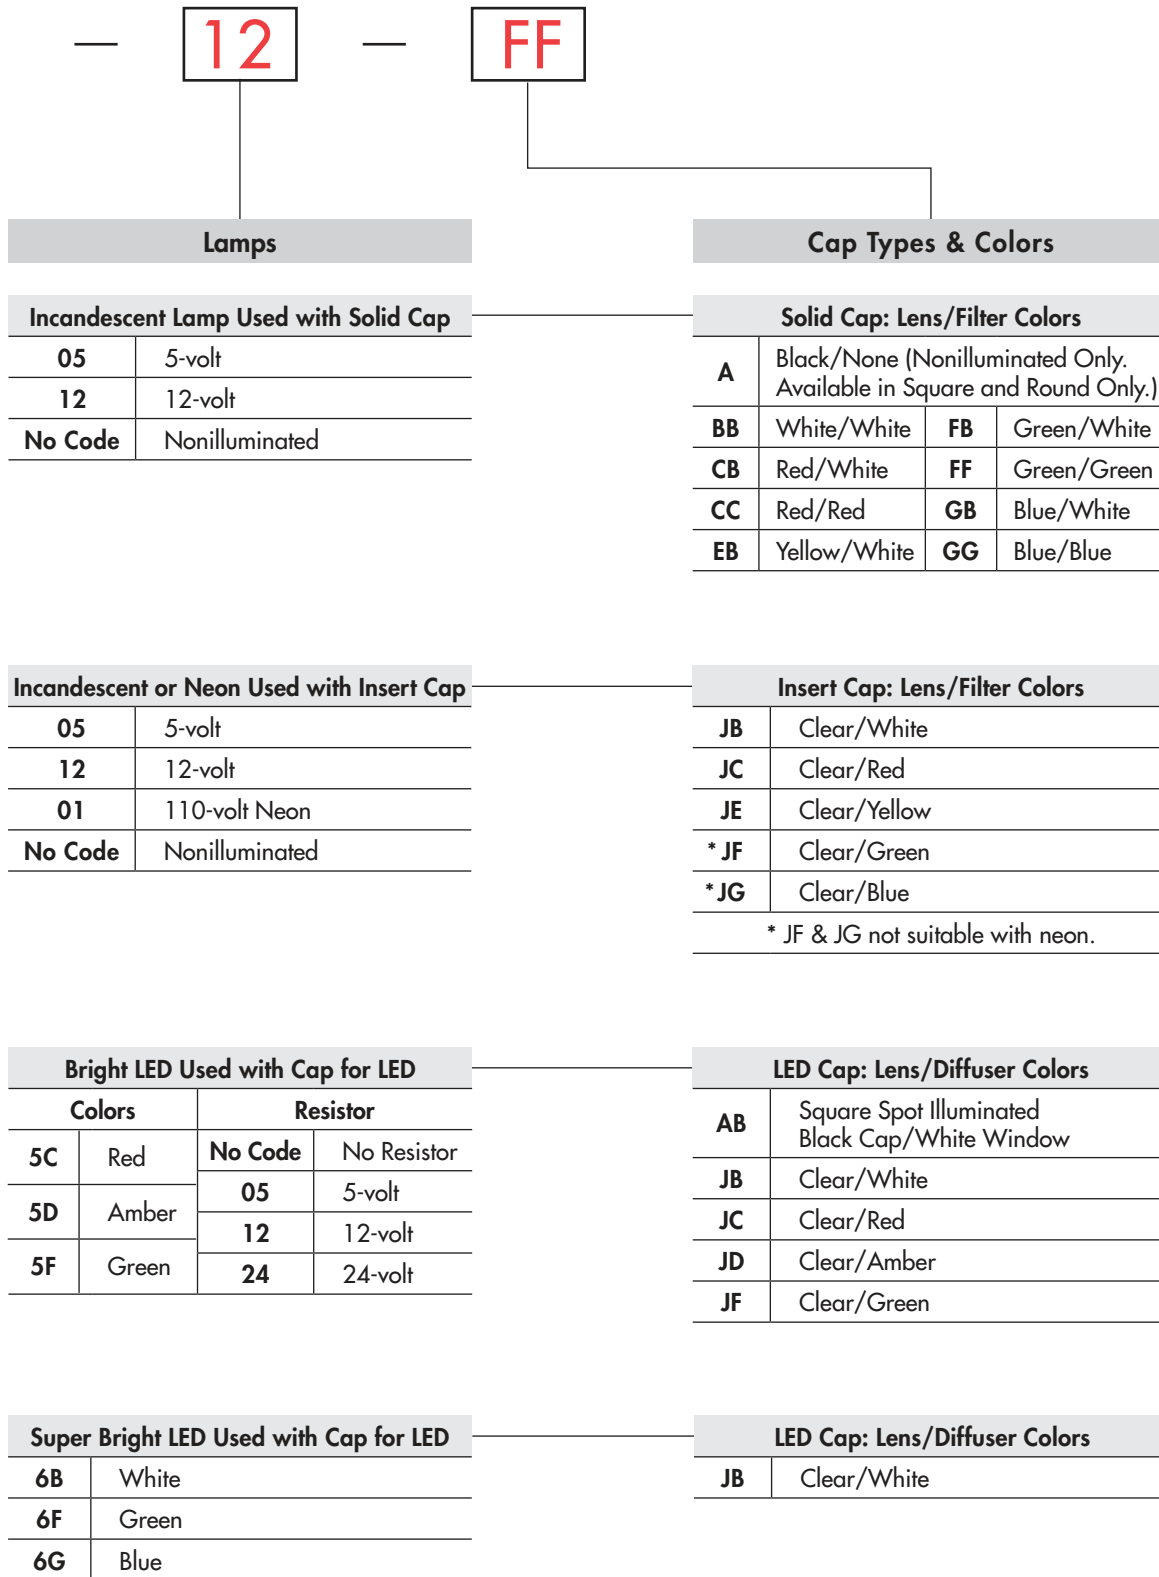 — 12 — FF
Lamps
Cap Types & Colors
Incandescent Lamp Used with Solid Cap
05 5-volt
12 12-volt
No Code Nonilluminated
Solid Cap: Lens/Filter Colors
A Black/None (Nonilluminated Only.
Available in Square and Round Only.)
BB White/White FB Green/White
CB Red/White FF Green/Green
CC Red/Red GB Blue/White
EB Yellow/White GG Blue/Blue
Incandescent or Neon Used with Insert Cap
05 5-volt
12 12-volt
01 110-volt Neon
No Code Nonilluminated
Insert Cap: Lens/Filter Colors
JB Clear/White
JC Clear/Red
JE Clear/Yellow
* JF Clear/Green
* JG Clear/Blue
* JF & JG not suitable with neon.
Bright LED Used with Cap for LED
Colors Resistor
5C Red No Code No Resistor
05 5-volt
5D Amber
12 12-volt
5F Green
24 24-volt
LED Cap: Lens/Diffuser Colors
AB Square Spot Illuminated
Black Cap/White Window
JB Clear/White
JC Clear/Red
JD Clear/Amber
JF Clear/Green
Super Bright LED Used with Cap for LED
6B White
6F Green
6G Blue
LED Cap: Lens/Diffuser Colors
JB Clear/White